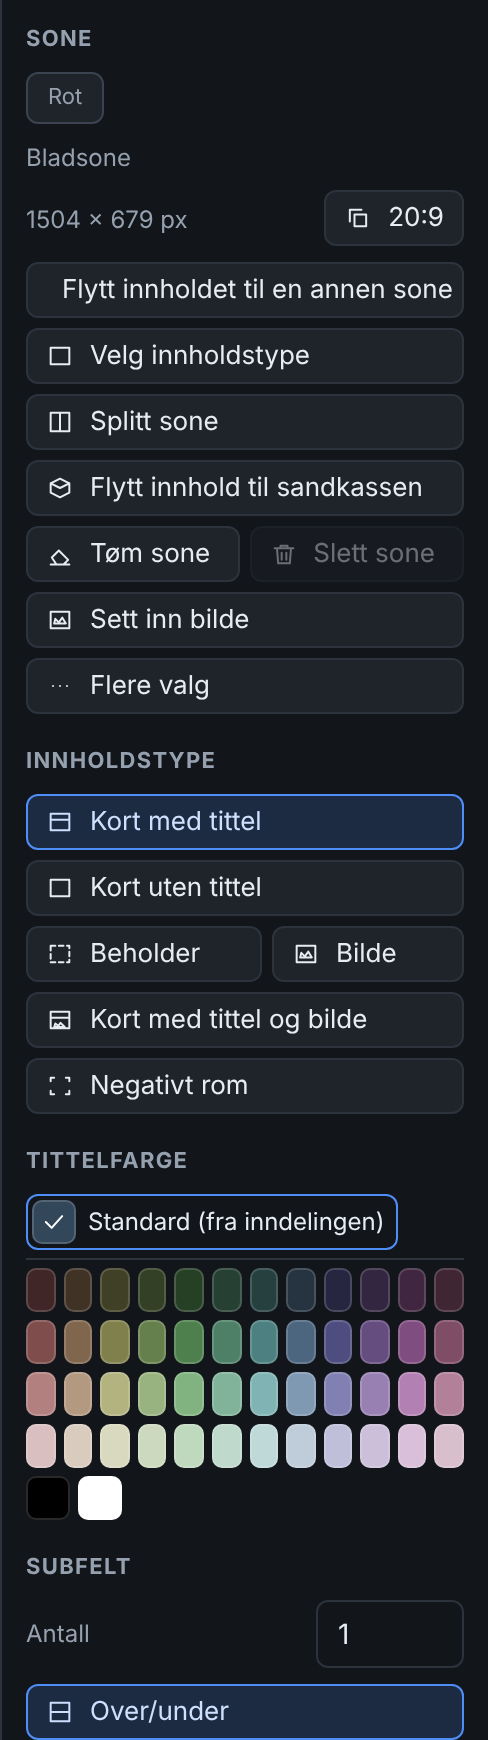 SONE
Rot
Bladsone
1504 × 679 px
20:9
Flytt innholdet til en annen sone
Velg innholdstype
Splitt sone
Flytt innhold til sandkassen
Tøm sone
Slett sone
Sett inn bilde
Flere valg
INNHOLDSTYPE
Kort med tittel
Kort uten tittel
Beholder
Bilde
Kort med tittel og bilde
Negativt rom
TITTELFARGE
Standard (fra inndelingen)
SUBFELT
Antall
1
Over/under